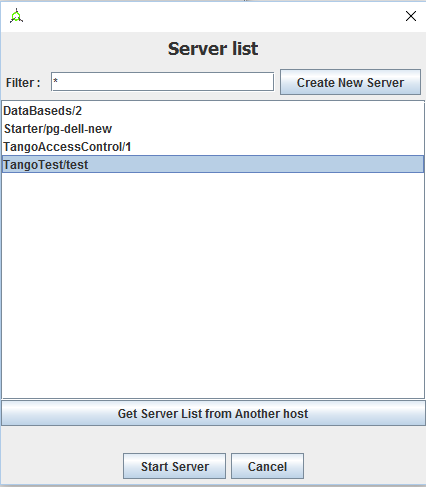 Server list
Filter : * Create New Server
DataBaseds/2
Starter/pg-dell-new
TangoAccessControl/1
TangoTest/test
Get Server List from Another host
Start Server Cancel